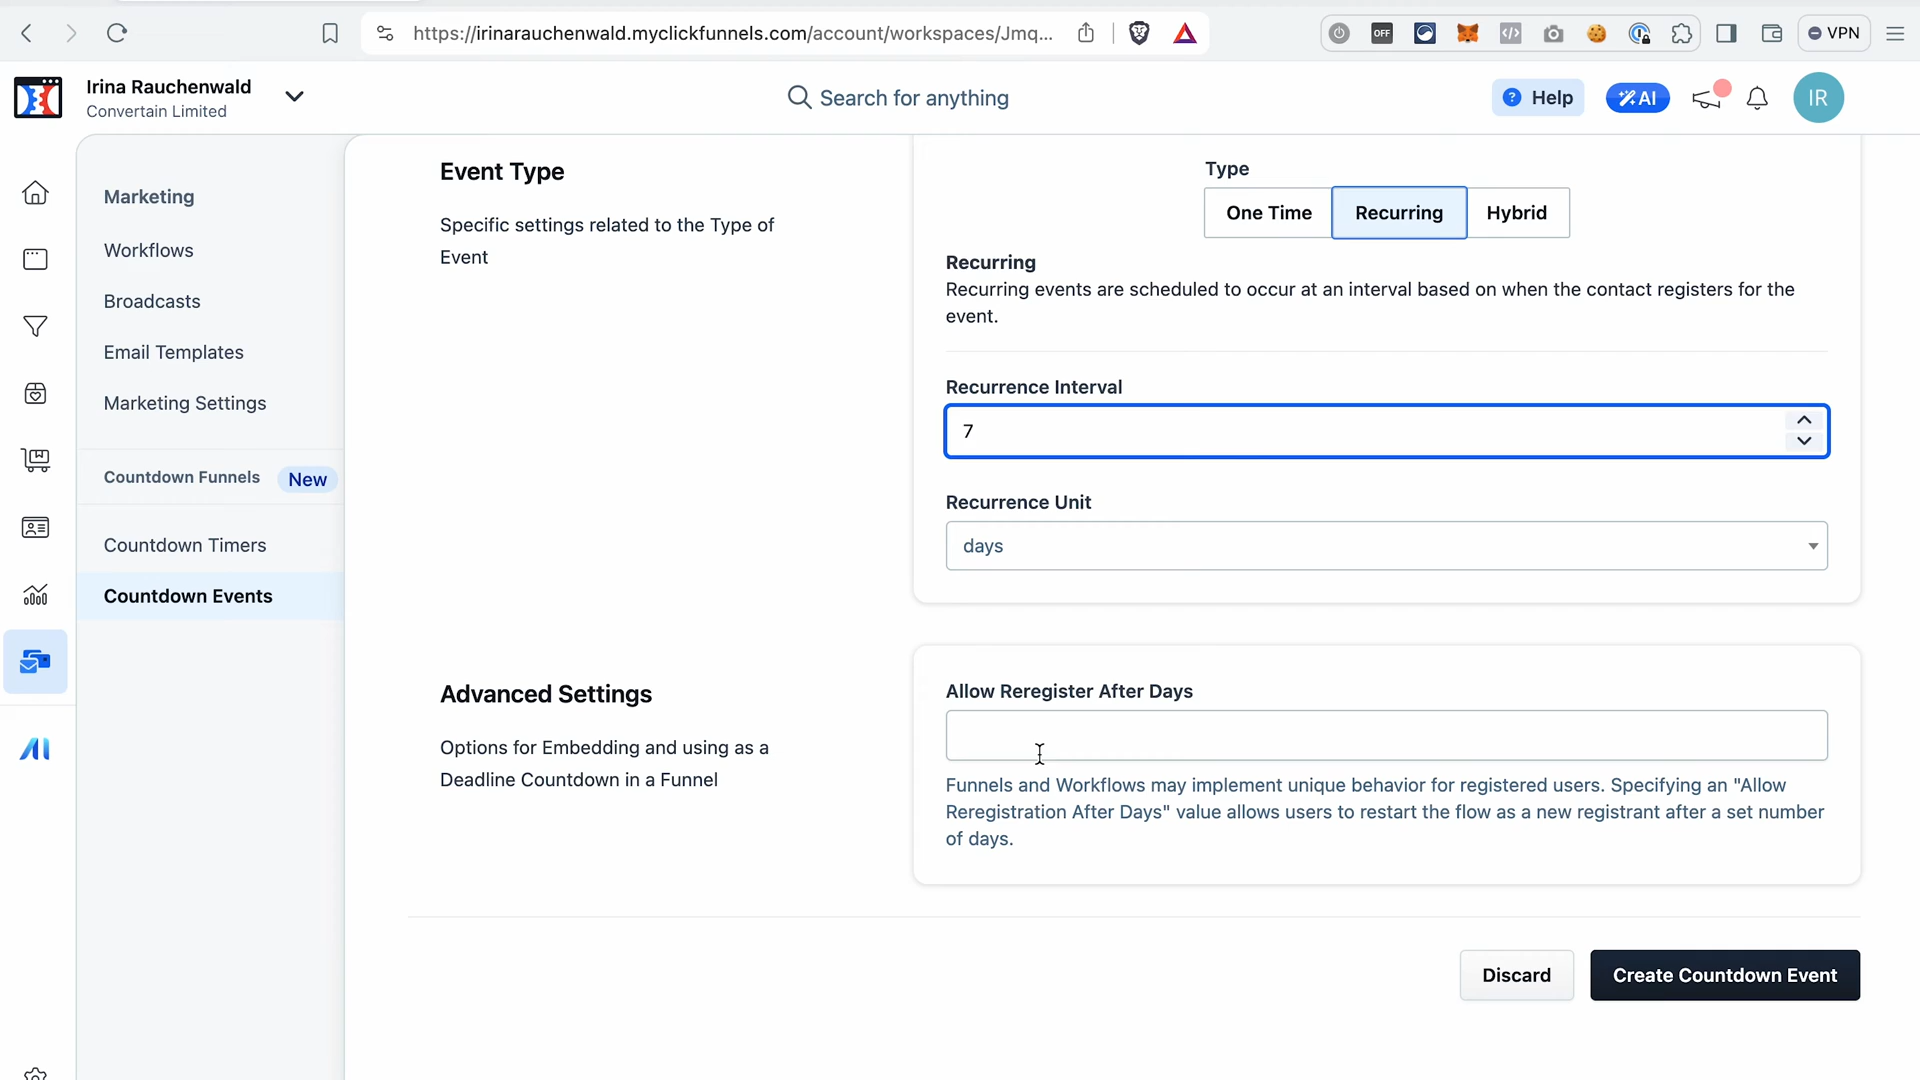 https://irinarauchenwald.myclickfunnels.com/account/workspaces/Jmq...
OFF
VPN
Irina Rauchenwald
Convertain Limited
Search for anything
? Help
AI
IR
Marketing
Workflows
Broadcasts
Email Templates
Marketing Settings
Countdown Funnels New
Countdown Timers
Countdown Events
Event Type
Specific settings related to the Type of
Event
Type
One Time
Recurring
Hybrid
Recurring
Recurring events are scheduled to occur at an interval based on when the contact registers for the
event.
Recurrence Interval
7
Recurrence Unit
days
Advanced Settings
Options for Embedding and using as a
Deadline Countdown in a Funnel
Allow Reregister After Days
Funnels and Workflows may implement unique behavior for registered users. Specifying an "Allow
Reregistration After Days" value allows users to restart the flow as a new registrant after a set number
of days.
Discard
Create Countdown Event